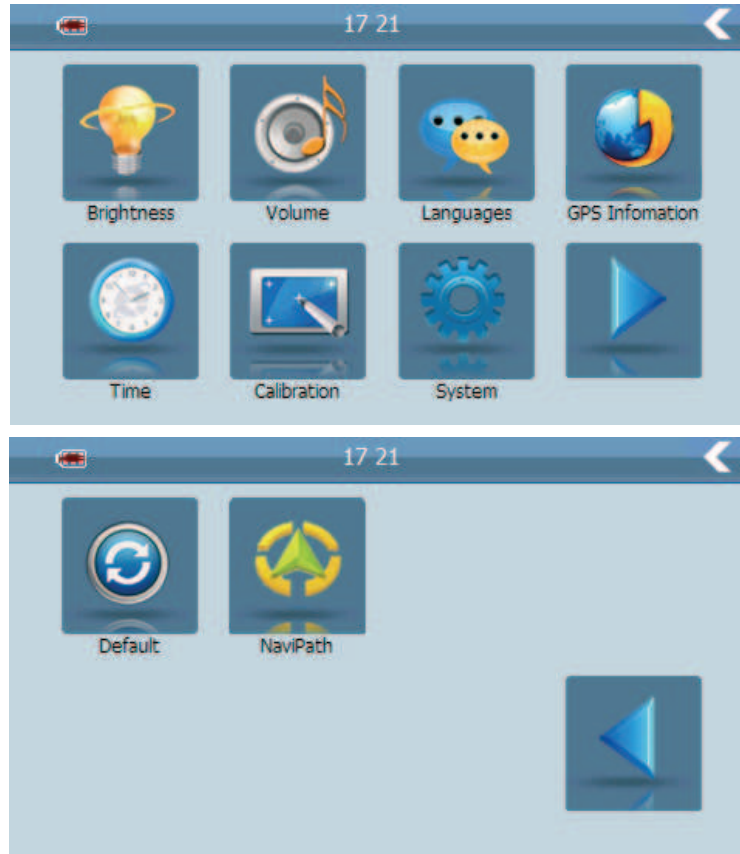 17 21
Brightness Volume Languages GPS Infomation
Time Calibration System
17 21
Default NaviPath